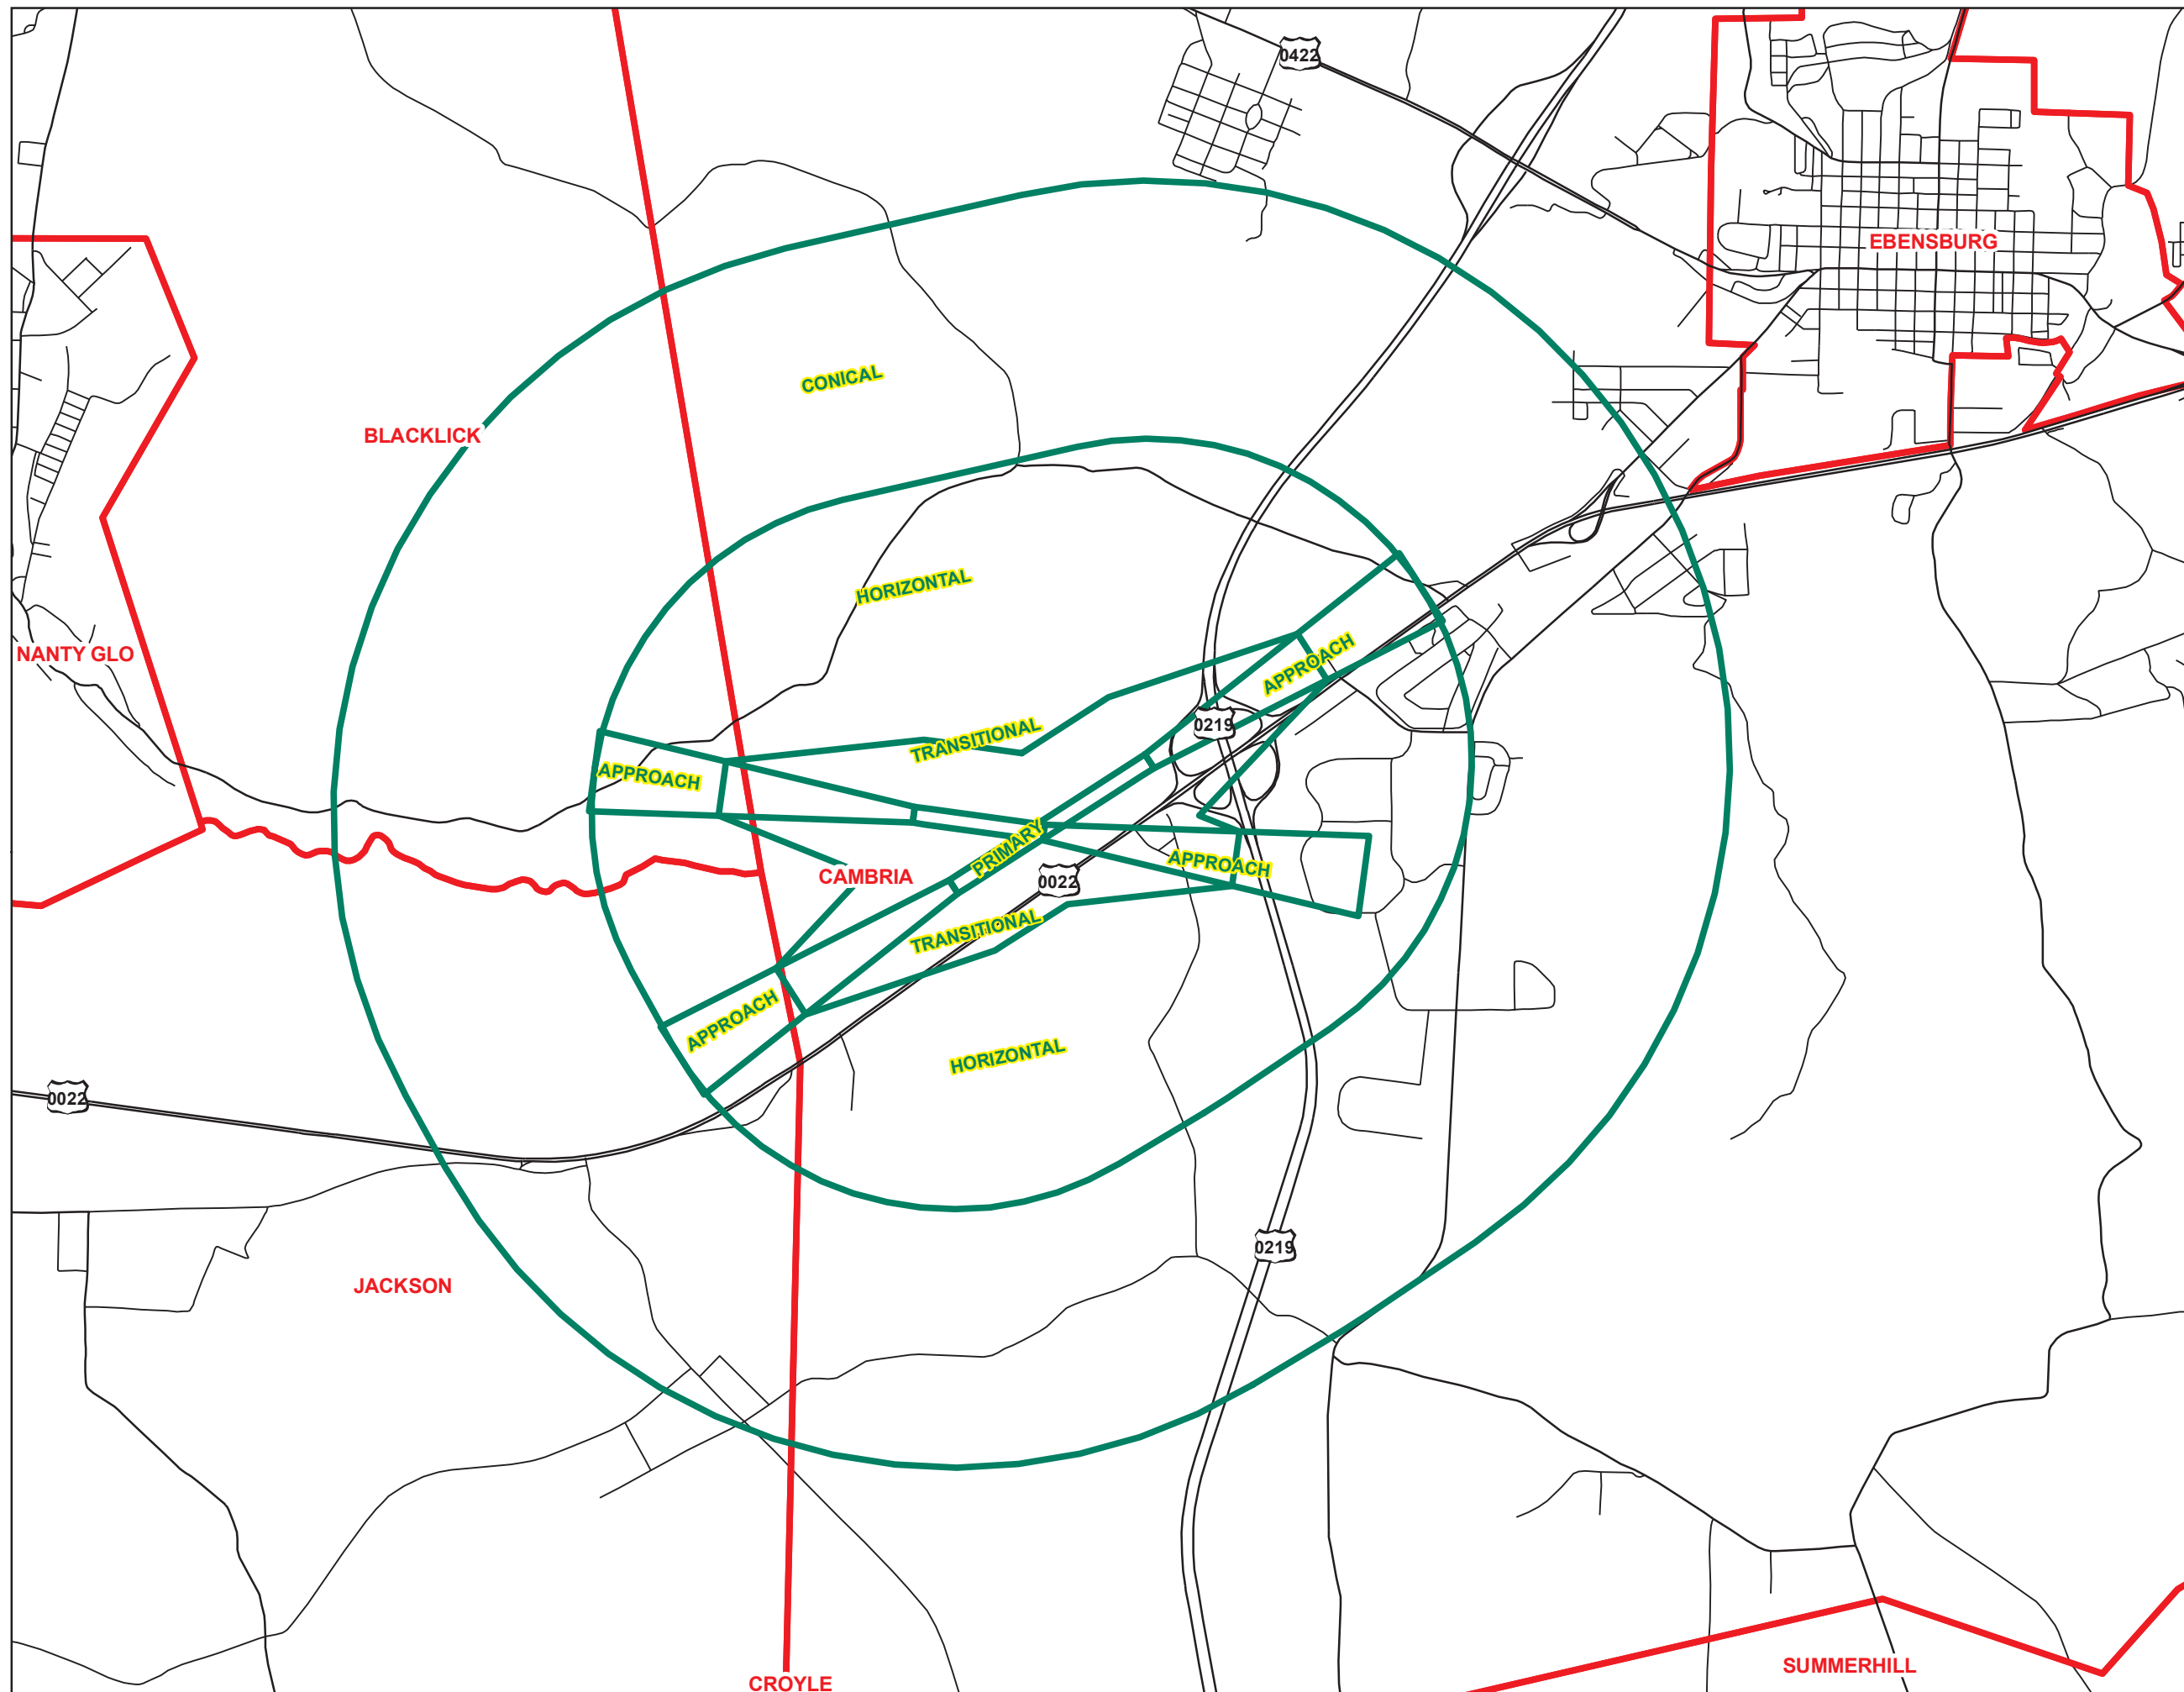 0422
EBENSBURG
CONICAL
BLACKLICK
HORIZONTAL
NANTY GLO
APPROACH
0219
TRANSITIONAL
APPROACH
PRIMARY
APPROACH
CAMBRIA
0022
TRANSITIONAL
APPROACH
HORIZONTAL
0022
0219
JACKSON
SUMMERHILL
CROYLE